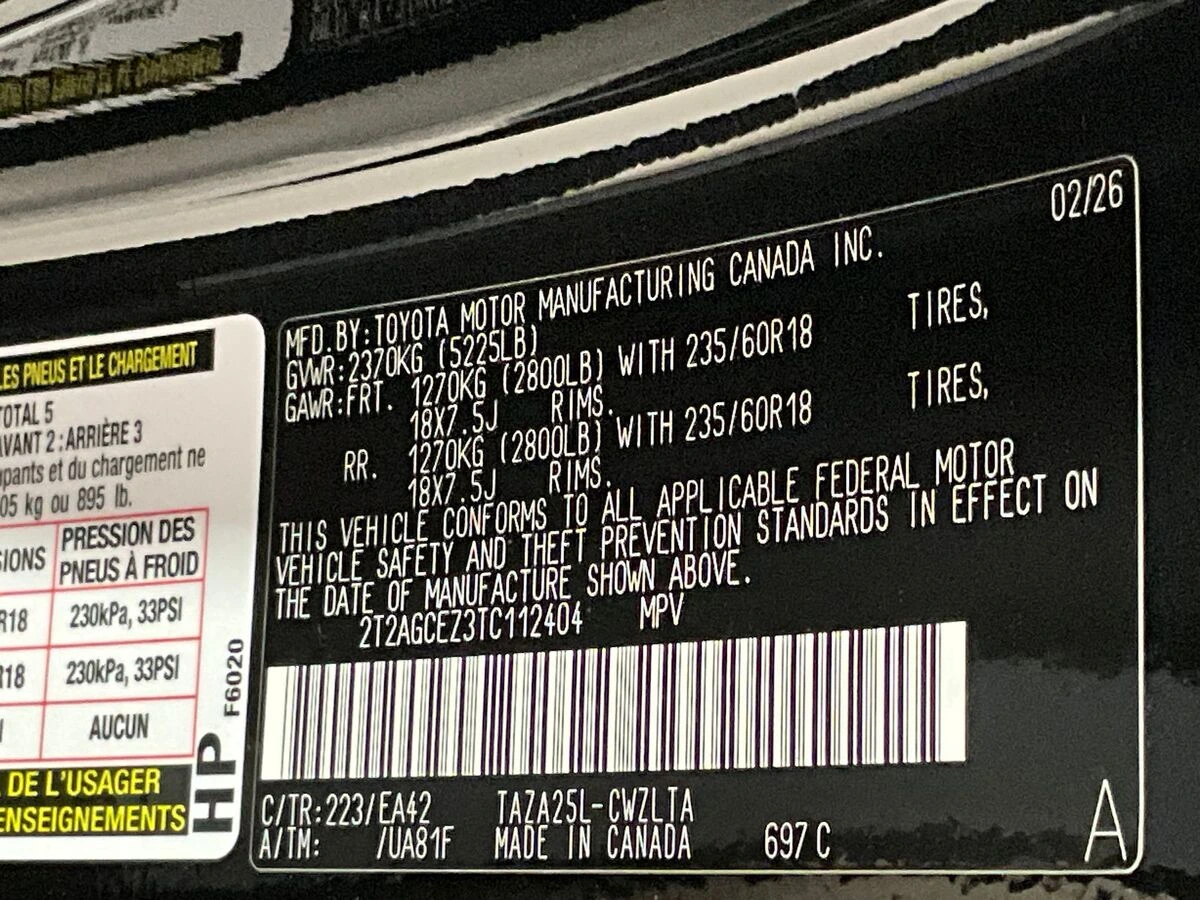 LES PNEUS ET LE CHARGEMENT
TOTAL 5
AVANT 2 : ARRIÈRE 3
pants et du chargement ne
05 kg ou 895 lb.
IONS PRESSION DES
PNEUS À FROID
R18 230kPa, 33PSI
R18 230kPa, 33PSI
AUCUN
DE L'USAGER
ENSEIGNEMENTS
HP F6020
02/26
MFD.BY:TOYOTA MOTOR MANUFACTURING CANADA INC.
GVWR:2370KG (5225LB)
GAWR:FRT. 1270KG (2800LB) WITH 235/60R18 TIRES,
18X7.5J RIMS.
RR. 1270KG (2800LB) WITH 235/60R18 TIRES,
18X7.5J RIMS.
THIS VEHICLE CONFORMS TO ALL APPLICABLE FEDERAL MOTOR
VEHICLE SAFETY AND THEFT PREVENTION STANDARDS IN EFFECT ON
THE DATE OF MANUFACTURE SHOWN ABOVE.
2T2AGCEZ3TC112404 MPV
C/TR:223/EA42 TAZA25L-CWZLTA
A/TM: /UA81F MADE IN CANADA 697 C
A